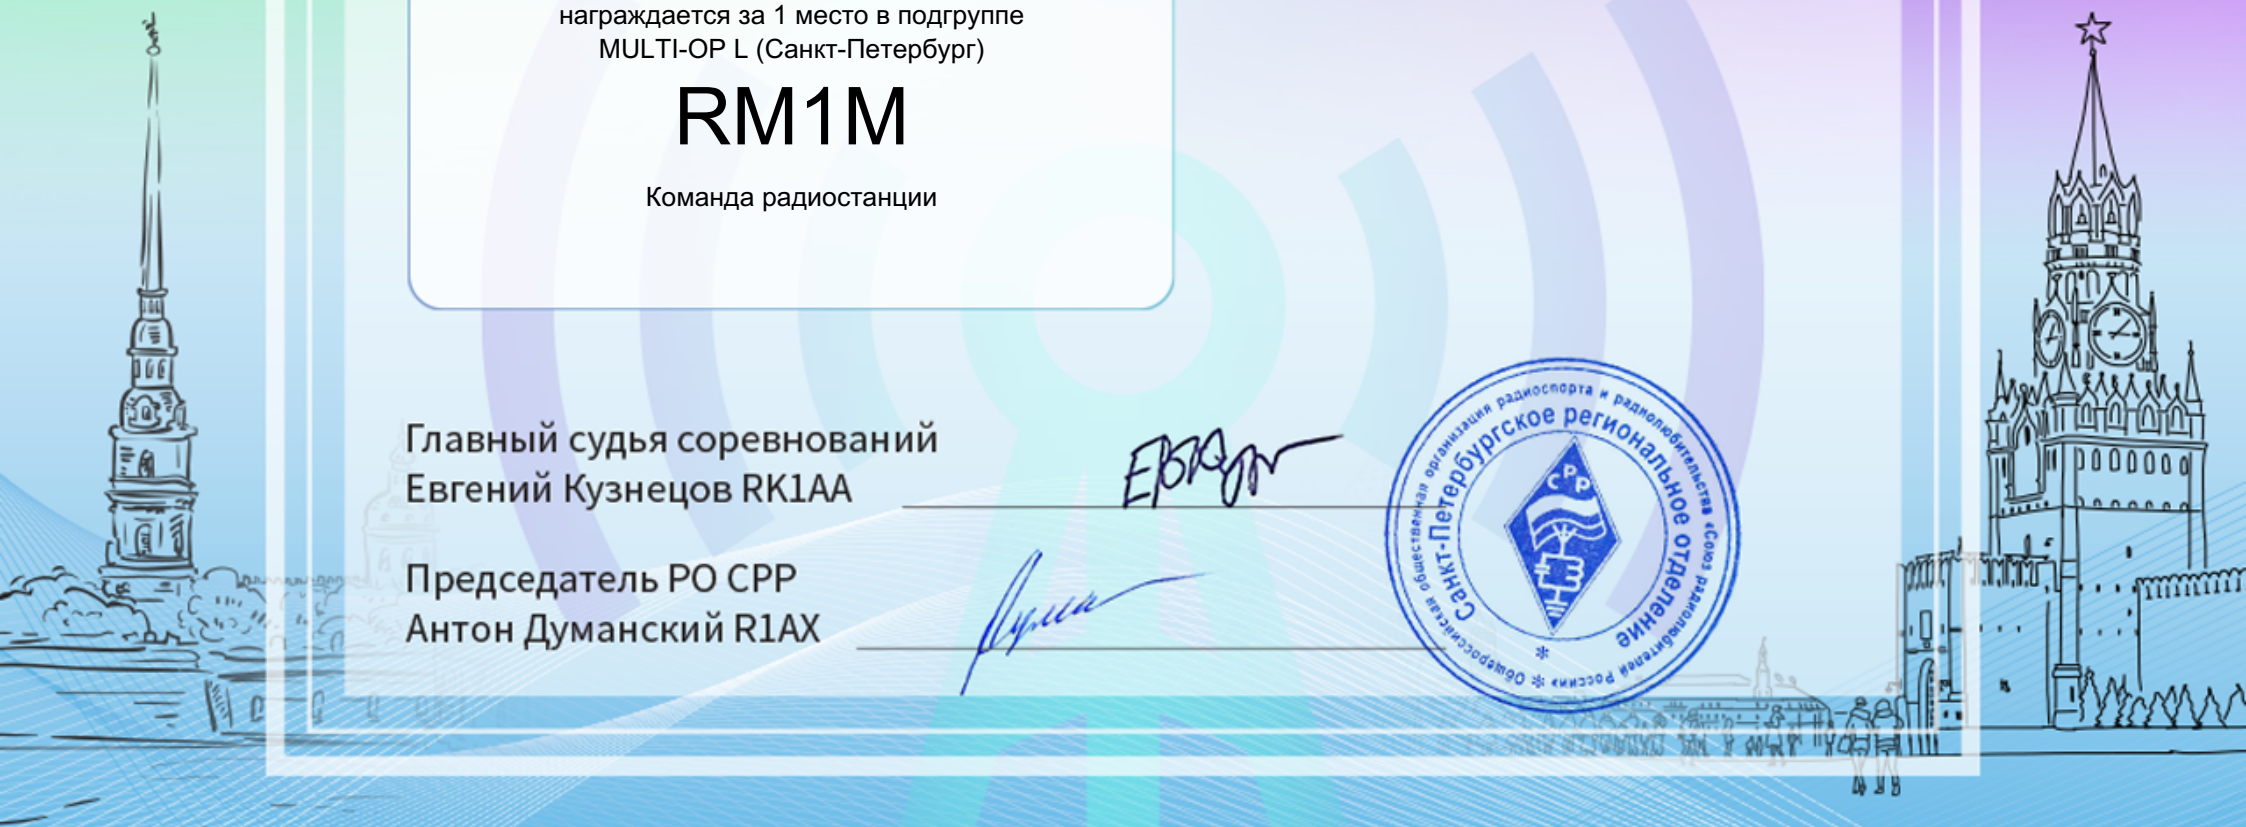 награждается за 1 место в подгруппе
MULTI-OP L (Санкт-Петербург)
RM1M
Команда радиостанции
Главный судья соревнований
Евгений Кузнецов RK1AA
Председатель РО СРР
Антон Думанский R1AX
Общероссийская общественная организация радиоспорта и радиолюбительства «Союз радиолюбителей России»
Санкт-Петербургское региональное отделение
СРР